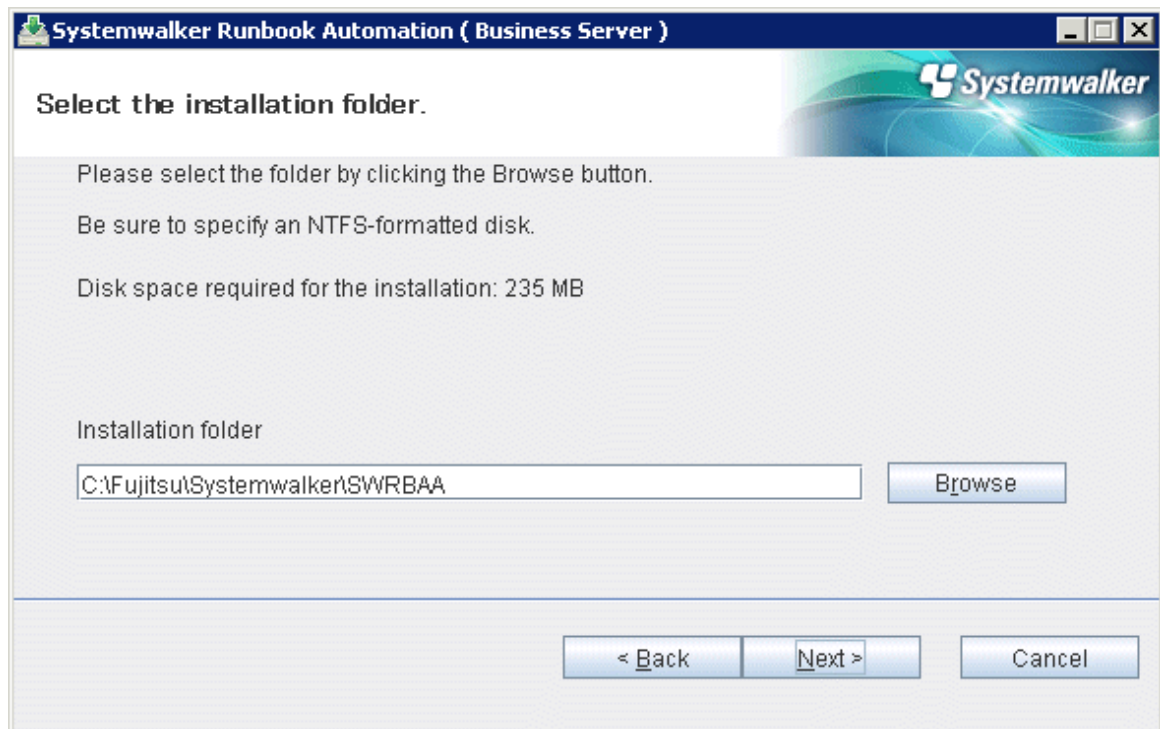 Systemwalker Runbook Automation ( Business Server )
Select the installation folder.
Systemwalker
Please select the folder by clicking the Browse button.
Be sure to specify an NTFS-formatted disk.
Disk space required for the installation: 235 MB
Installation folder
C:\Fujitsu\Systemwalker\SWRBAA
Browse
< Back
Next >
Cancel